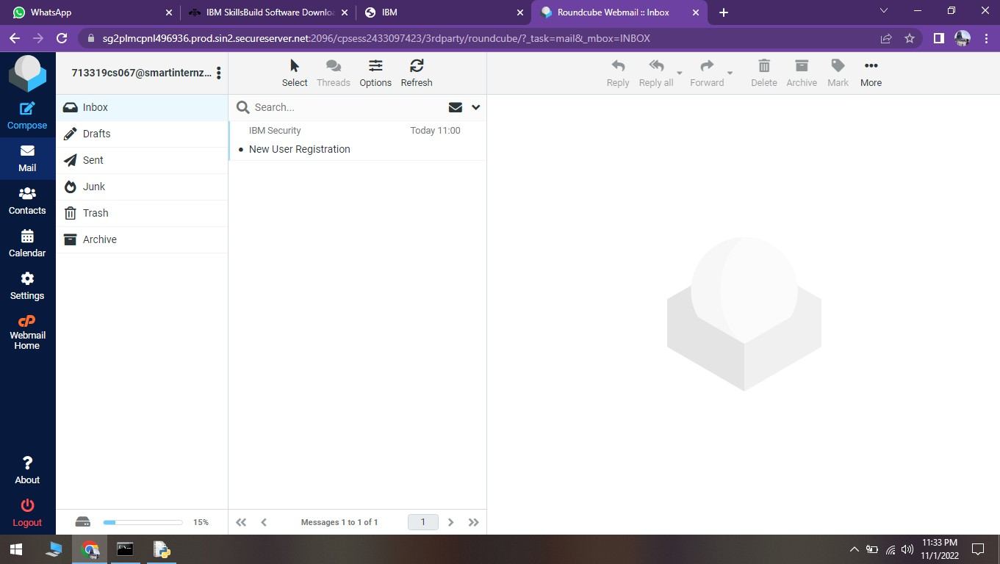 WhatsApp
IBM SkillsBuild Software Downlo
IBM
Roundcube Webmail :: Inbox
sg2plmcpnl496936.prod.sin2.secureserver.net:2096/cpsess2433097423/3rdparty/roundcube/?_task=mail&_mbox=INBOX
713319cs067@smartinternz...
Select
Threads
Options
Refresh
Reply
Reply all
Forward
Delete
Archive
Mark
More
Compose
Mail
Contacts
Calendar
Settings
cP
Webmail
Home
About
Logout
Inbox
Drafts
Sent
Junk
Trash
Archive
15%
Search...
IBM Security
Today 11:00
New User Registration
Messages 1 to 1 of 1
1
11:33 PM
11/1/2022